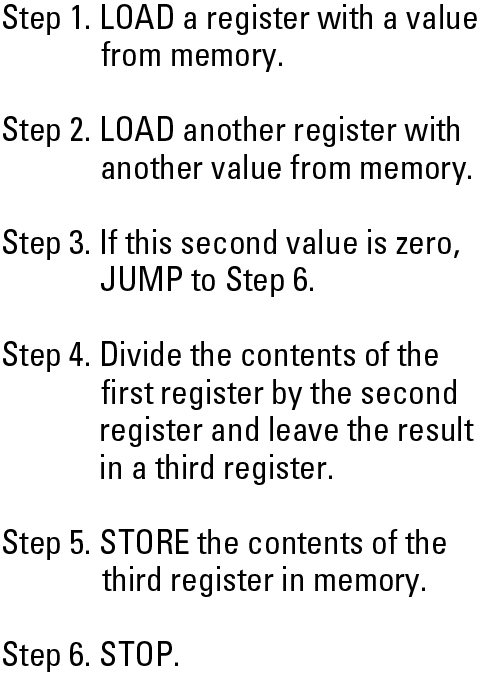 Step 1. LOAD a register with a value
from memory.
Step 2. LOAD another register with
another value from memory.
Step 3. If this second value is zero,
JUMP to Step 6.
Step 4. Divide the contents of the
first register by the second
register and leave the result
in a third register.
Step 5. STORE the contents of the
third register in memory.
Step 6. STOP.